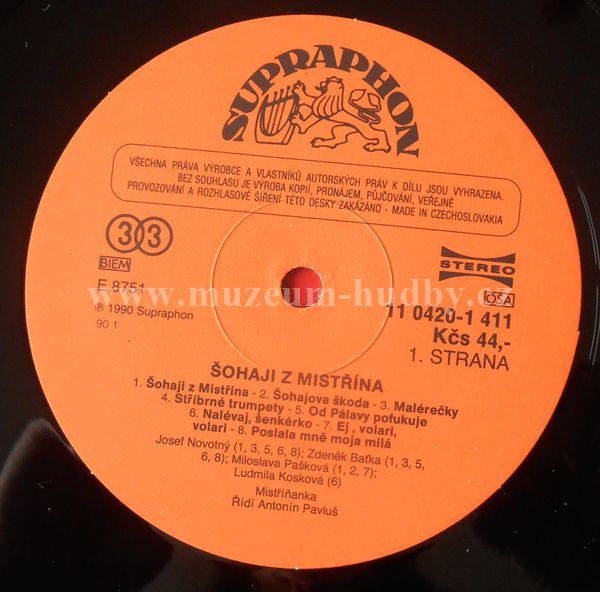 SUPRAPHON
VŠECHNA PRÁVA VÝROBCE A VLASTNÍKŮ AUTORSKÝCH PRÁV K DÍLU JSOU VYHRAZENA.
BEZ SOUHLASU JE VÝROBA KOPIÍ, PRONÁJEM, PŮJČOVÁNÍ, VEŘEJNÉ
PROVOZOVÁNÍ A ROZHLASOVÉ ŠÍŘENÍ TÉTO DESKY ZAKÁZÁNO - MADE IN CZECHOSLOVAKIA
33
BIEM
F 8751
℗ 1990 Supraphon
90 1
STEREO
OSA
11 0420-1 411
Kčs 44,-
1. STRANA
www.muzeum-hudby.cz
ŠOHAJI Z MISTŘÍNA
1. Šohaji z Mistřína - 2. Šohajova škoda - 3. Malérečky
4. Stříbrné trumpety - 5. Od Pálavy pofukuje
6. Nalévaj, šenkérko - 7. Ej, volari,
volari - 8. Poslala mně moja milá
Josef Novotný (1, 3, 5, 6, 8); Zdeněk Baťka (1, 3, 5,
6, 8); Miloslava Pašková (1, 2, 7);
Ludmila Kosková (6)
Mistříňanka
Řídí Antonín Pavluš